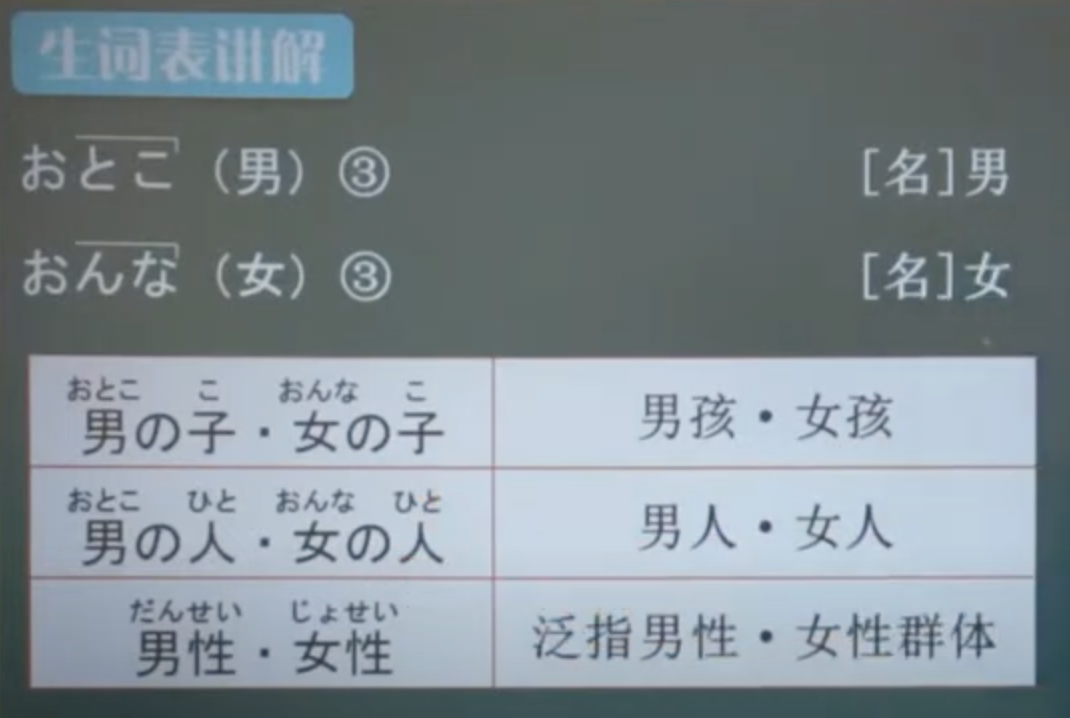 生词表讲解
おとこ（男）③ [名]男
おんな（女）③ [名]女
おとこ こ おんな こ
男の子・女の子 男孩・女孩
おとこ ひと おんな ひと
男の人・女の人 男人・女人
だんせい じょせい
男性・女性 泛指男性・女性群体